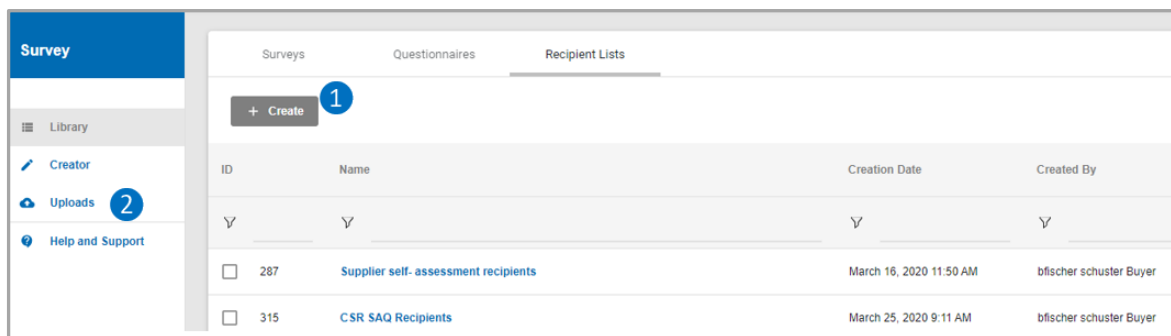 Survey
Surveys Questionnaires Recipient Lists
+ Create 1
Library
Creator
Uploads 2
Help and Support
ID Name Creation Date Created By
287 Supplier self- assessment recipients March 16, 2020 11:50 AM bfischer schuster Buyer
315 CSR SAQ Recipients March 25, 2020 9:11 AM bfischer schuster Buyer